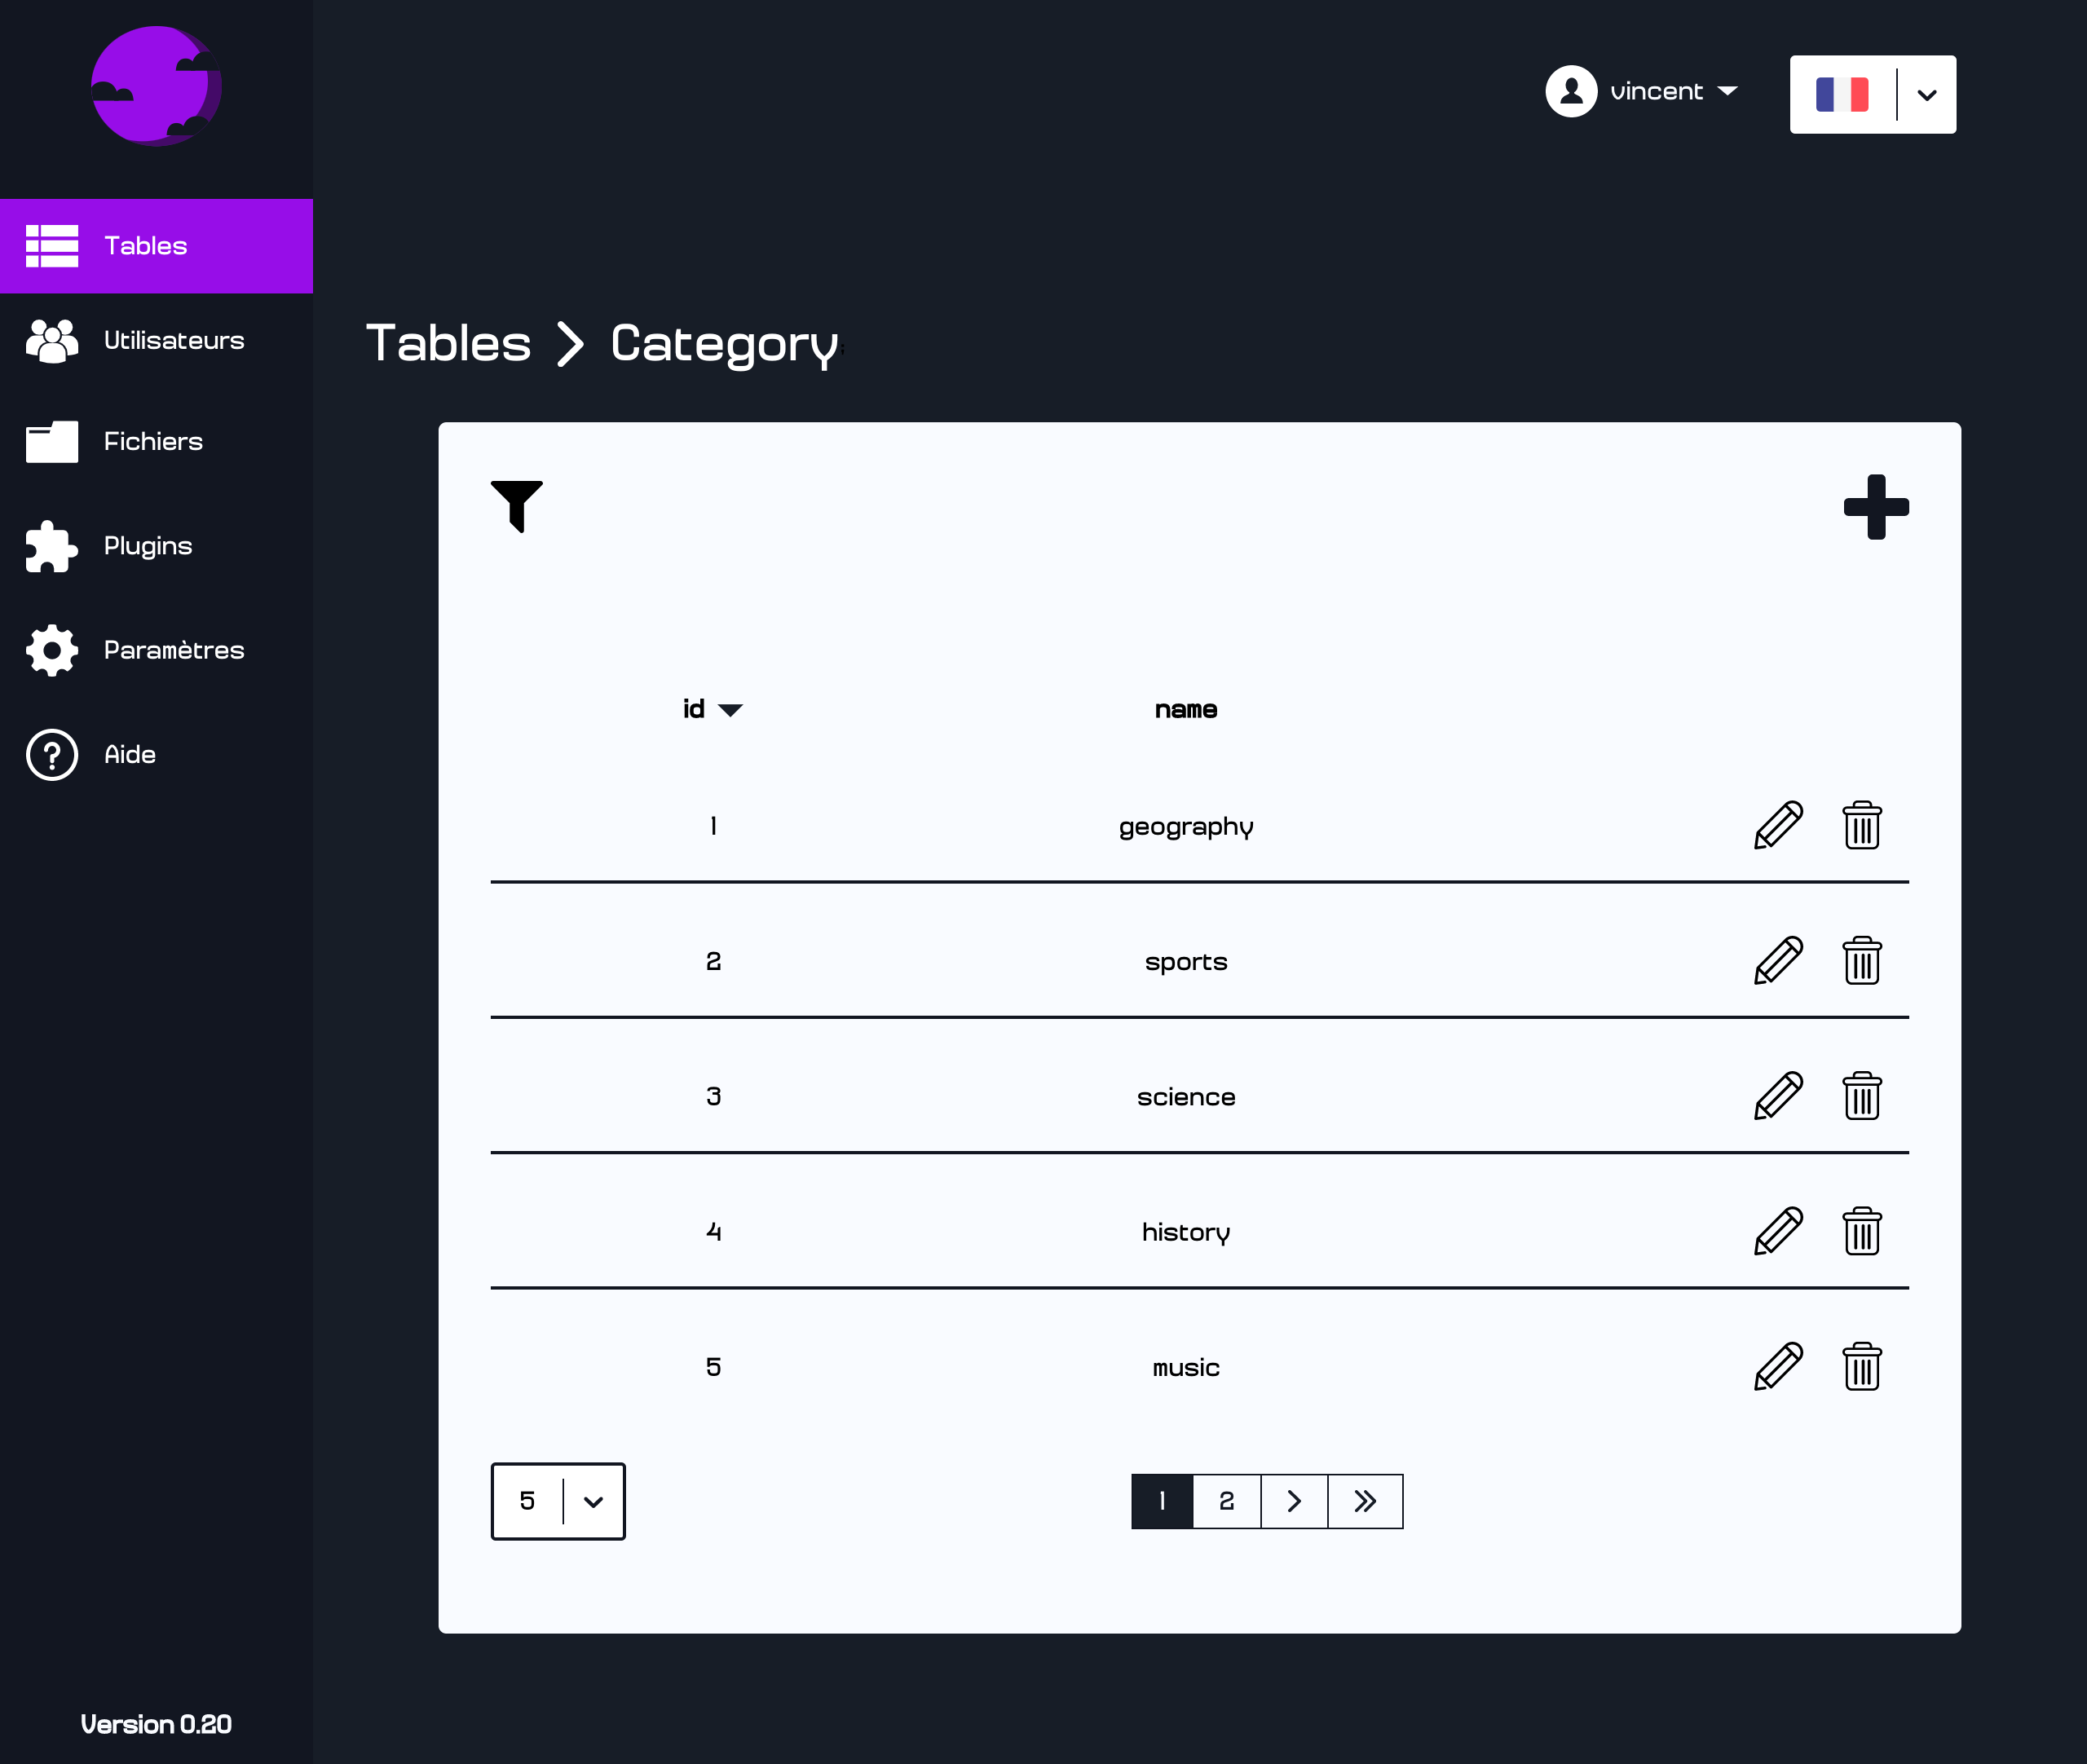 vincent
Tables
Utilisateurs
Fichiers
Plugins
Paramètres
Aide
Version 0.20
Tables > Category;
id name
1 geography
2 sports
3 science
4 history
5 music
5
1 2